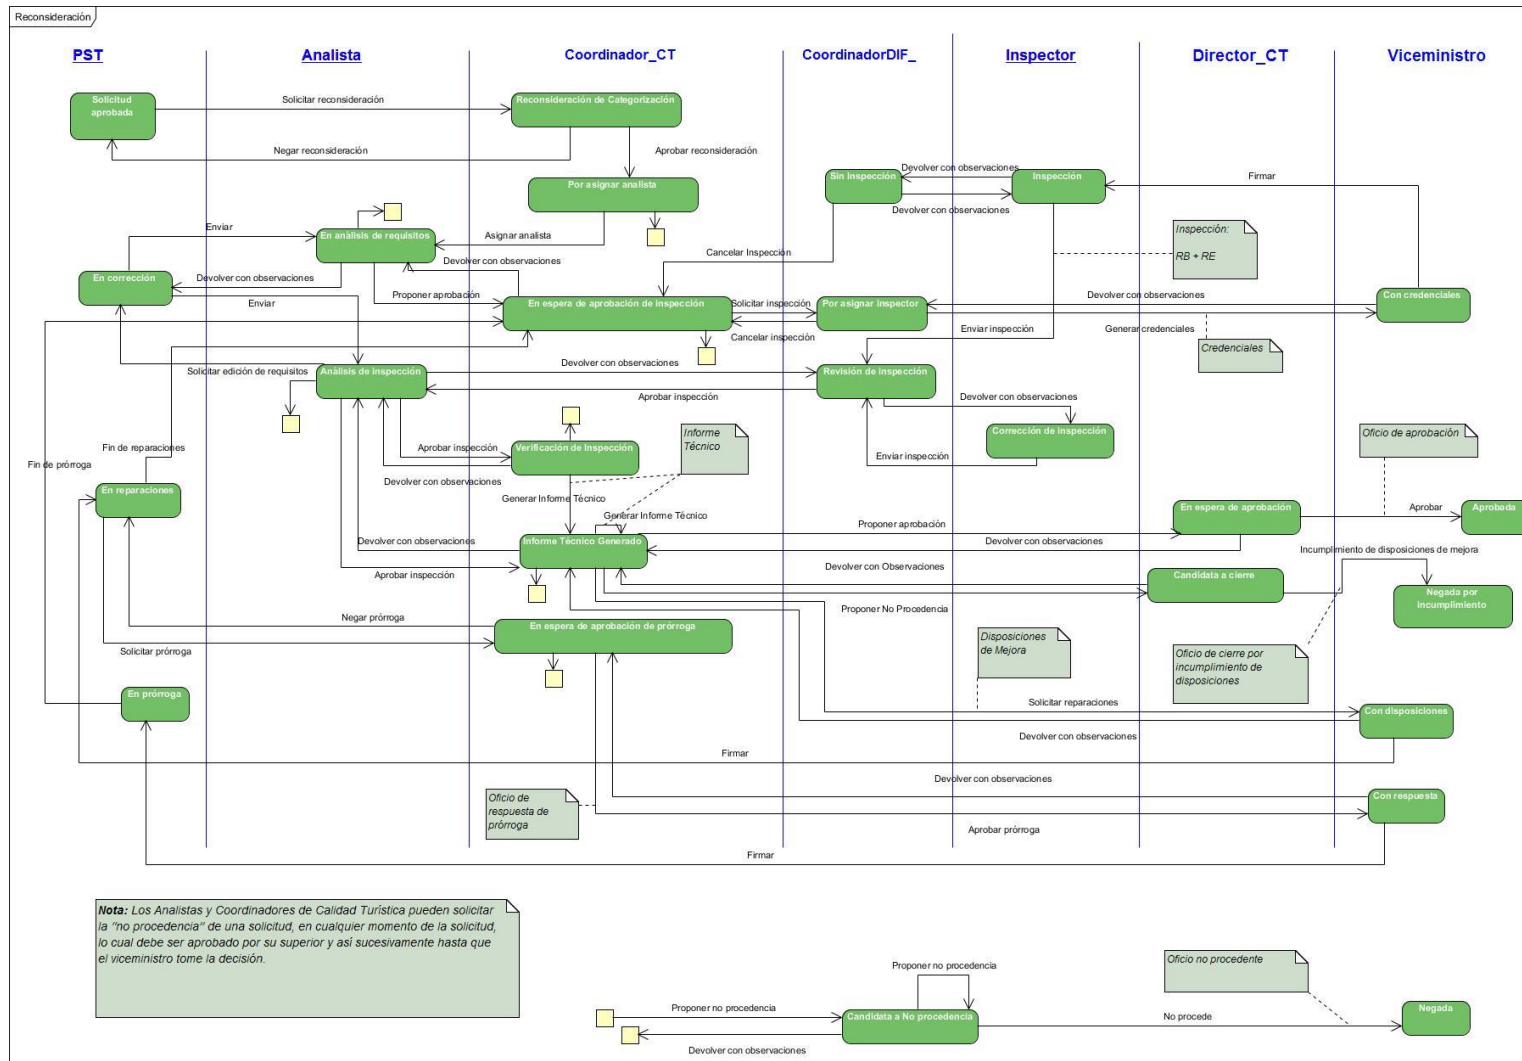 Reconsideración
PST
Analista
Coordinador_CT
CoordinadorDIF_
Inspector
Director_CT
Viceministro
Solicitud
aprobada
Solicitar reconsideración
Reconsideración de Categorización
Negar reconsideración
Aprobar reconsideración
Por asignar analista
Sin Inspección
Devolver con observaciones
Inspección
Firmar
Devolver con observaciones
Enviar
En análisis de requisitos
Asignar analista
Inspección:
RB + RE
Cancelar Inspección
Devolver con observaciones
En corrección
Devolver con observaciones
Enviar
Proponer aprobación
En espera de aprobación de inspección
Solicitar inspección
Por asignar inspector
Devolver con observaciones
Con credenciales
Cancelar inspección
Enviar inspección
Generar credenciales
Credenciales
Solicitar edición de requisitos
Análisis de inspección
Devolver con observaciones
Revisión de inspección
Aprobar inspección
Devolver con observaciones
Fin de reparaciones
Fin de prórroga
Aprobar inspección
Verificación de Inspección
Informe
Técnico
Corrección de inspección
Oficio de aprobación
Enviar inspección
Devolver con observaciones
En reparaciones
Generar Informe Técnico
Generar Informe Técnico
En espera de aprobación
Aprobar
Aprobada
Proponer aprobación
Informe Técnico Generado
Devolver con observaciones
Devolver con observaciones
Incumplimiento de disposiciones de mejora
Aprobar inspección
Devolver con Observaciones
Candidata a cierre
Negada por
incumplimiento
Proponer No Procedencia
Negar prórroga
En espera de aprobación de prórroga
Solicitar prórroga
Disposiciones
de Mejora
Oficio de cierre por
incumplimiento de
disposiciones
En prórroga
Solicitar reparaciones
Con disposiciones
Devolver con observaciones
Firmar
Devolver con observaciones
Oficio de
respuesta de
prórroga
Con respuesta
Aprobar prórroga
Firmar
Nota: Los Analistas y Coordinadores de Calidad Turística pueden solicitar
la "no procedencia" de una solicitud, en cualquier momento de la solicitud,
lo cual debe ser aprobado por su superior y así sucesivamente hasta que
el viceministro tome la decisión.
Proponer no procedencia
Oficio no procedente
Proponer no procedencia
Candidata a No procedencia
No procede
Negada
Devolver con observaciones